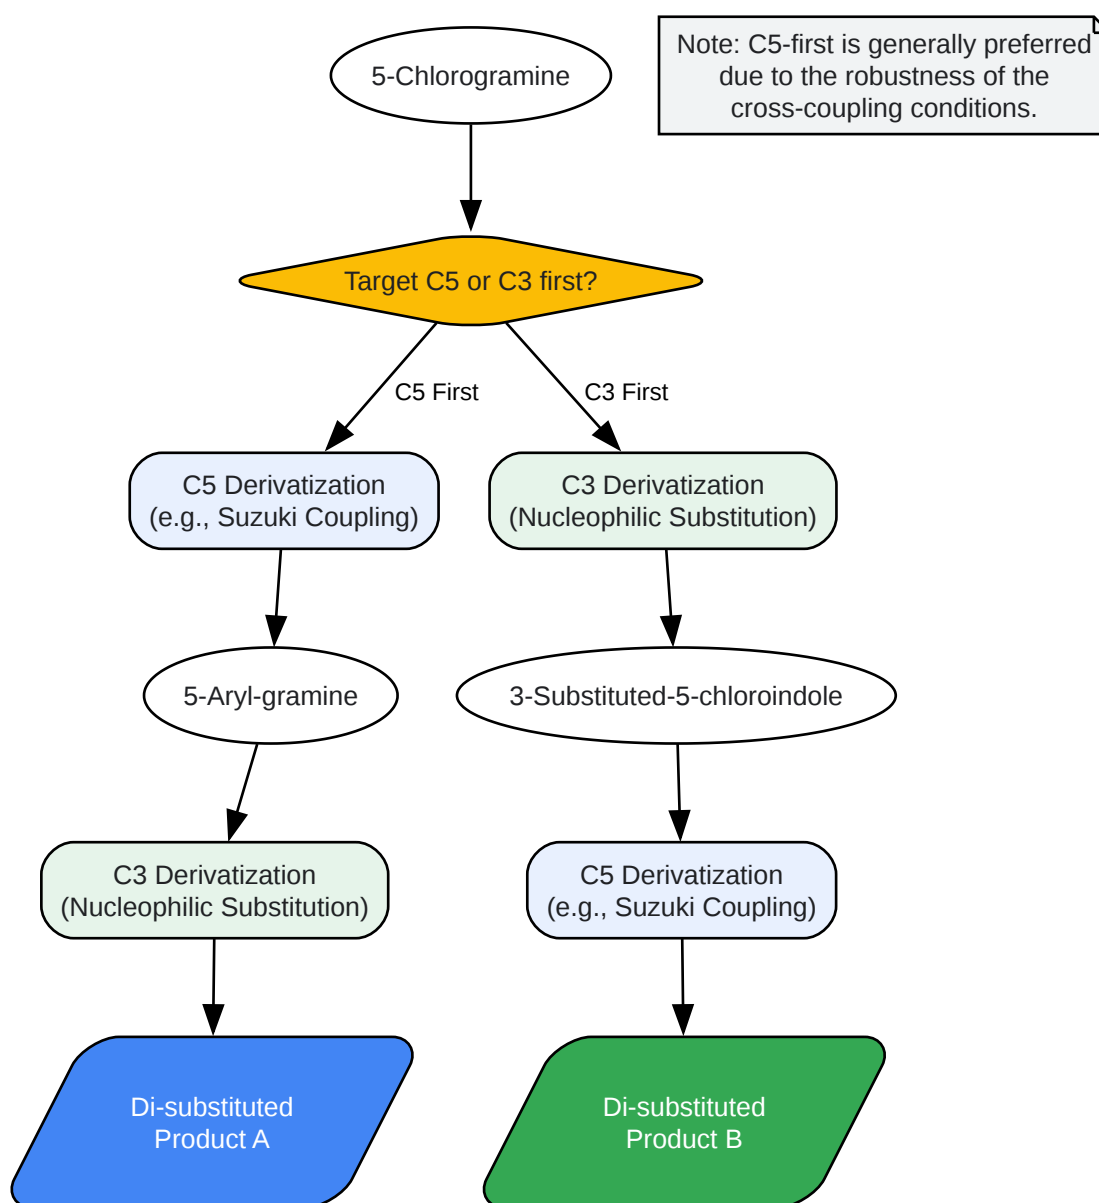 5-Chlorogramine
Note: C5-first is generally preferred
due to the robustness of the
cross-coupling conditions.
Target C5 or C3 first?
C5 First
C3 First
C5 Derivatization
(e.g., Suzuki Coupling)
C3 Derivatization
(Nucleophilic Substitution)
5-Aryl-gramine
3-Substituted-5-chloroindole
C3 Derivatization
(Nucleophilic Substitution)
C5 Derivatization
(e.g., Suzuki Coupling)
Di-substituted
Product A
Di-substituted
Product B